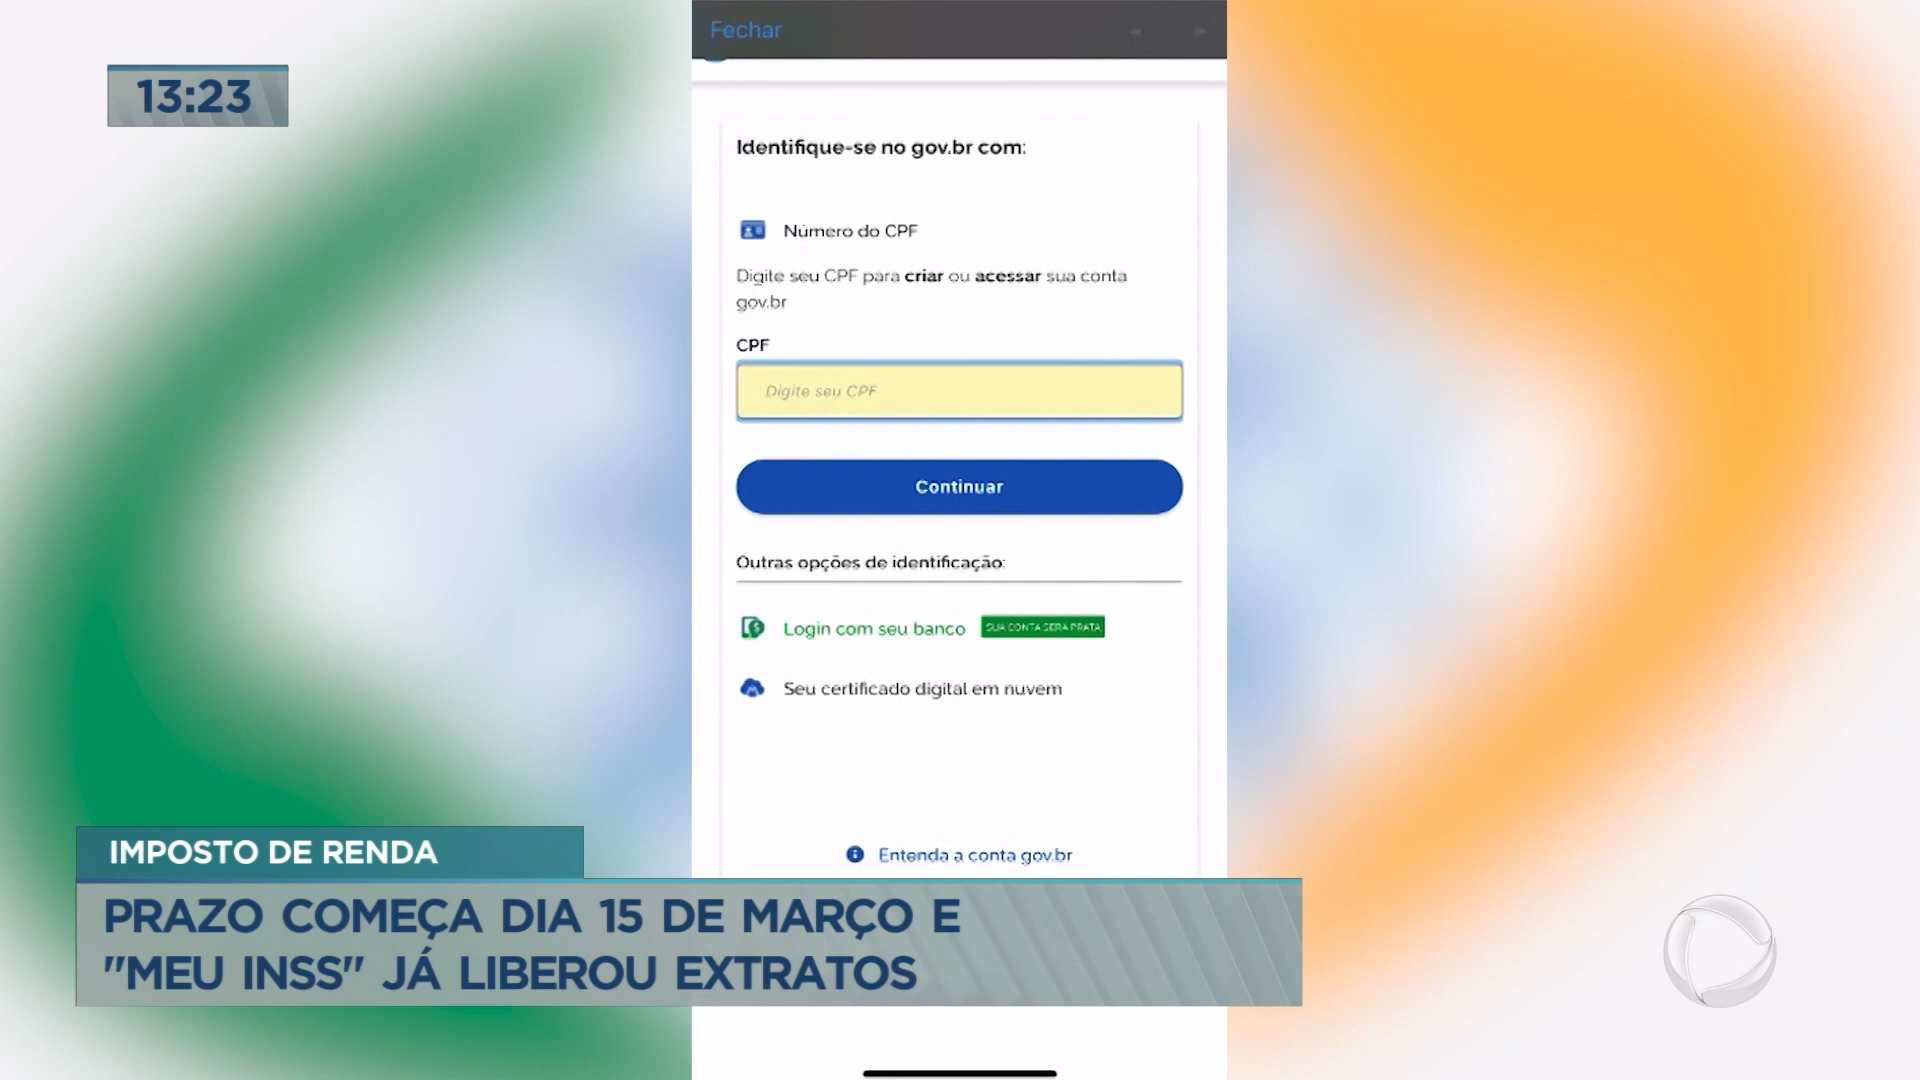 Fechar
13:23
Identifique-se no gov.br com:
Número do CPF
Digite seu CPF para criar ou acessar sua conta
gov.br
CPF
Digite seu CPF
Continuar
Outras opções de identificação:
Login com seu banco SUA CONTA SERÁ PRATA
Seu certificado digital em nuvem
Entenda a conta gov.br
IMPOSTO DE RENDA
PRAZO COMEÇA DIA 15 DE MARÇO E
"MEU INSS" JÁ LIBEROU EXTRATOS